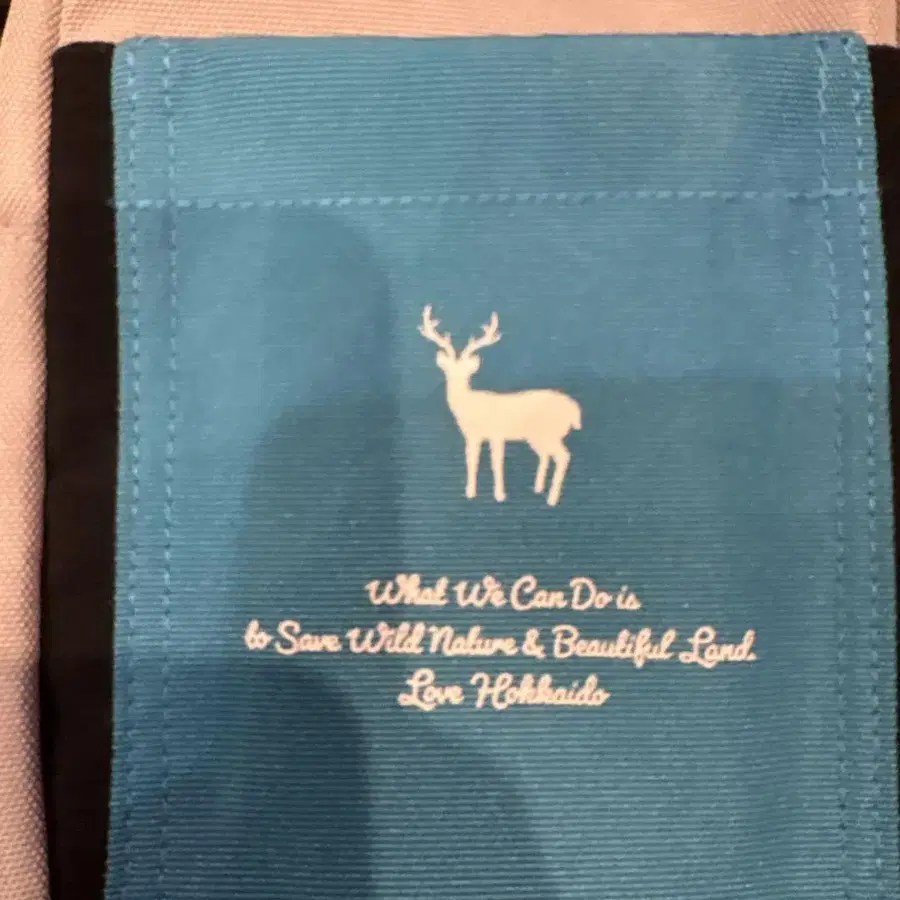 What We Can Do is
to Save Wild Nature & Beautiful Land.
Love Hokkaido